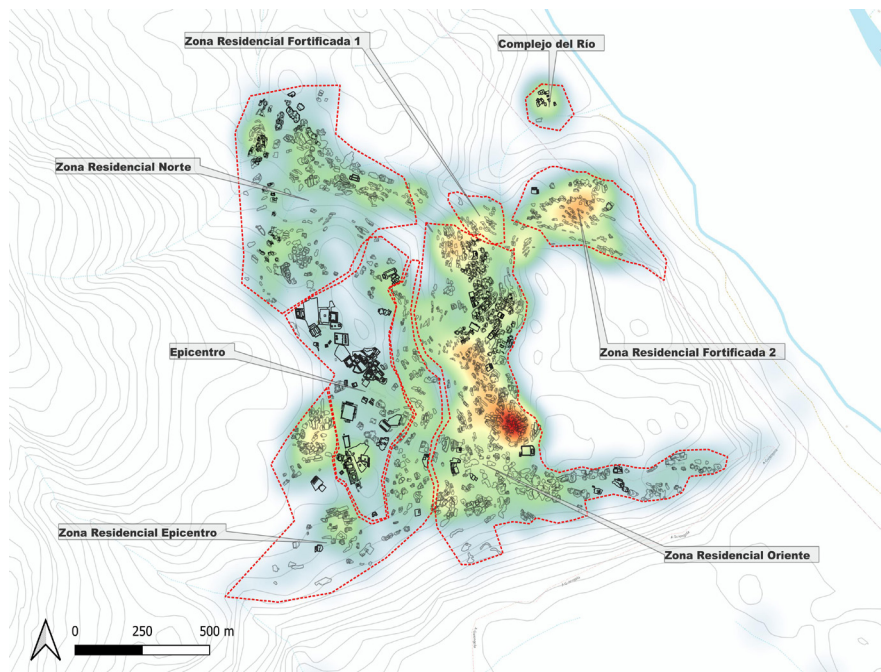 Zona Residencial Fortificada 1
Complejo del Río
Zona Residencial Norte
Epicentro
Zona Residencial Fortificada 2
Zona Residencial Epicentro
Zona Residencial Oriente
0 250 500 m